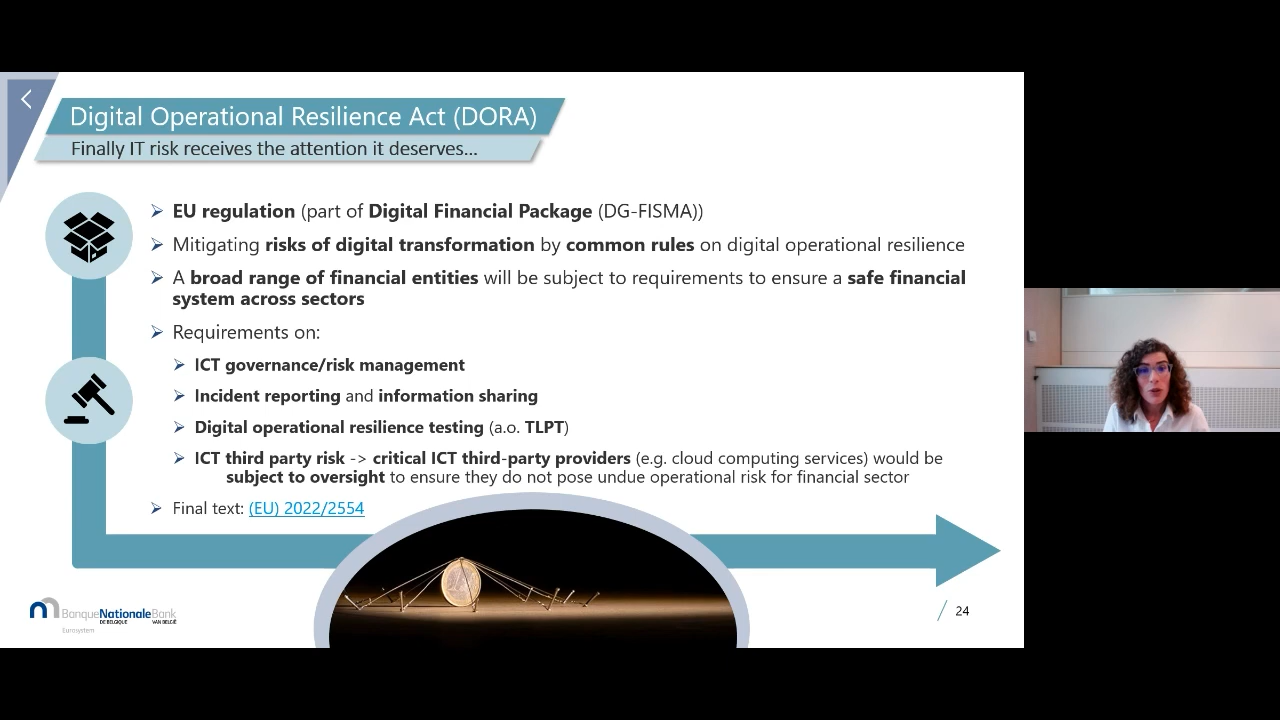 Digital Operational Resilience Act (DORA)
Finally IT risk receives the attention it deserves...
EU regulation (part of Digital Financial Package (DG-FISMA))
Mitigating risks of digital transformation by common rules on digital operational resilience
A broad range of financial entities will be subject to requirements to ensure a safe financial
system across sectors
Requirements on:
ICT governance/risk management
Incident reporting and information sharing
Digital operational resilience testing (a.o. TLPT)
ICT third party risk -> critical ICT third-party providers (e.g. cloud computing services) would be
subject to oversight to ensure they do not pose undue operational risk for financial sector
Final text: (EU) 2022/2554
BanqueNationaleBank
DE BELGIQUE VAN BELGIË
Eurosystem
24